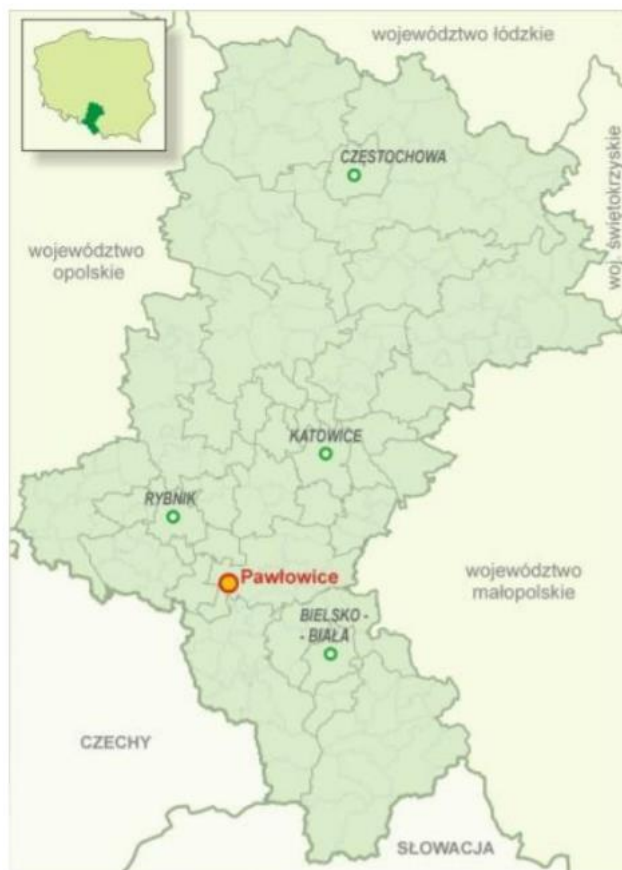 województwo łódzkie
CZĘSTOCHOWA
woj. świętokrzyskie
województwo
opolskie
KATOWICE
RYBNIK
Pawłowice
województwo
małopolskie
BIELSKO -
- BIAŁA
CZECHY
SŁOWACJA